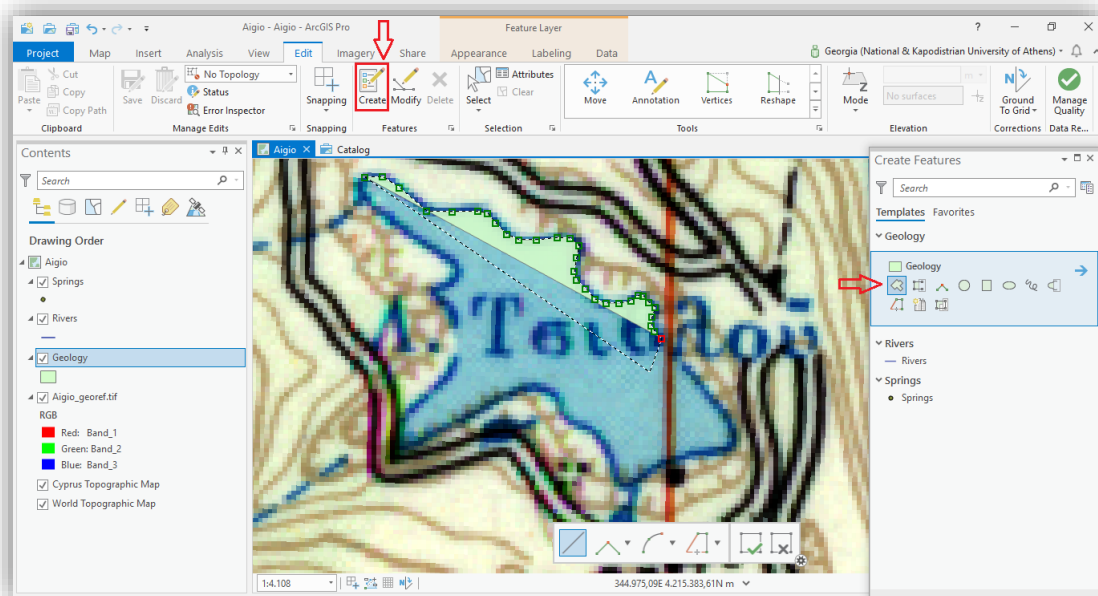 Aigio - Aigio - ArcGIS Pro
Feature Layer
?
Project Map Insert Analysis View Edit Imagery Share Appearance Labeling Data
Georgia (National & Kapodistrian University of Athens)
Paste
Cut
Copy
Copy Path
Clipboard
Save Discard
No Topology
Status
Error Inspector
Manage Edits
Snapping
Snapping
Create Modify Delete
Features
Select
Attributes
Clear
Selection
Move Annotation Vertices Reshape
Tools
Mode
m
No surfaces
Elevation
Ground To Grid
Corrections
Manage Quality
Data Re...
Contents
Search
Drawing Order
Aigio
Springs
Rivers
Geology
Aigio_georef.tif
RGB
Red: Band_1
Green: Band_2
Blue: Band_3
Cyprus Topographic Map
World Topographic Map
Aigio
Catalog
1:4.108
344.975,09E 4.215.383,61N m
Create Features
Search
Templates Favorites
Geology
Geology
Rivers
Rivers
Springs
Springs